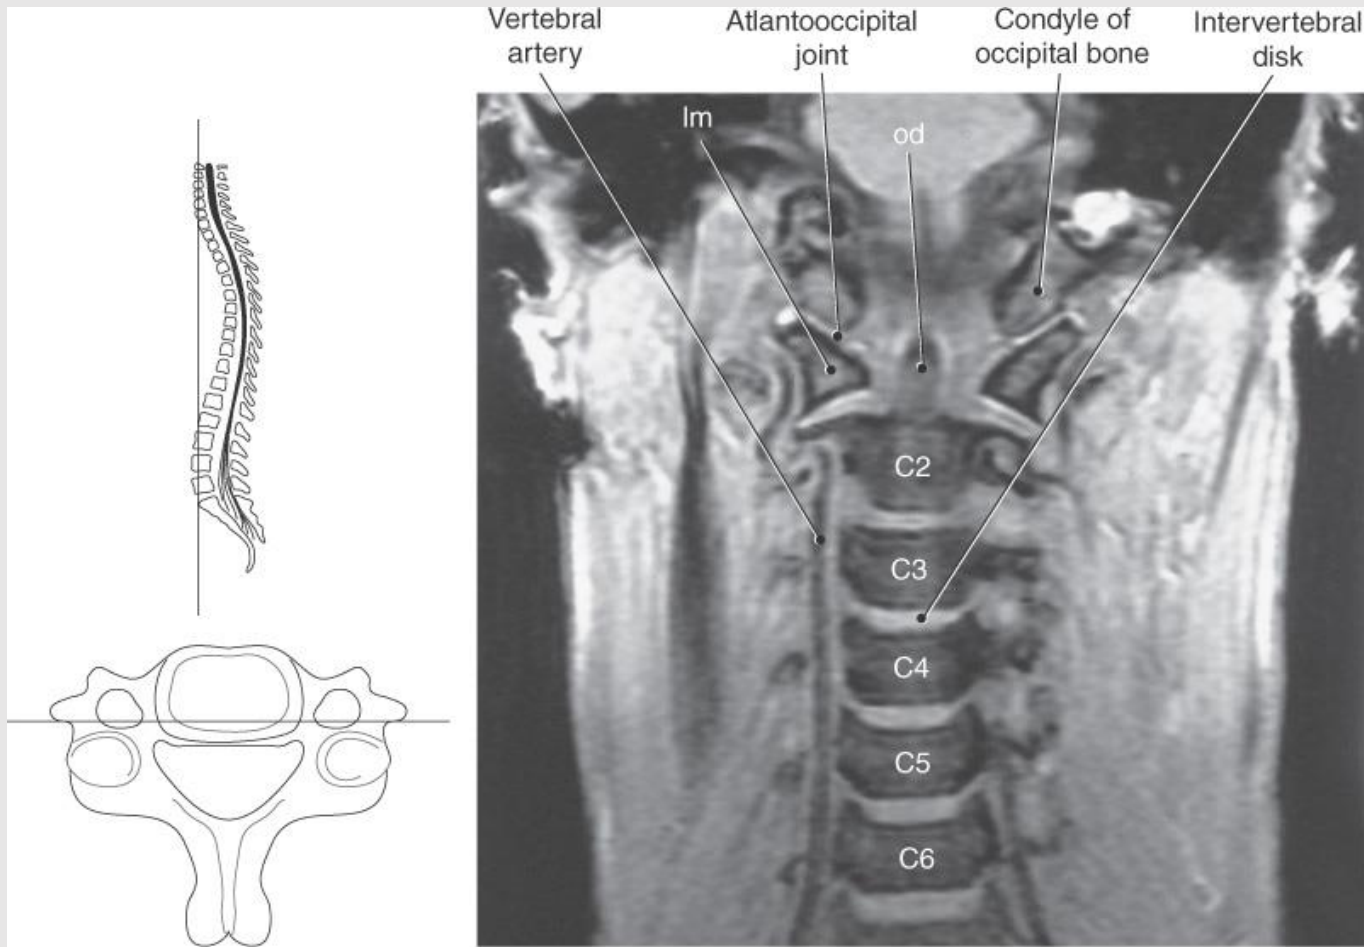 Vertebral
artery
Atlantooccipital
joint
Condyle of
occipital bone
Intervertebral
disk
lm
od
C2
C3
C4
C5
C6